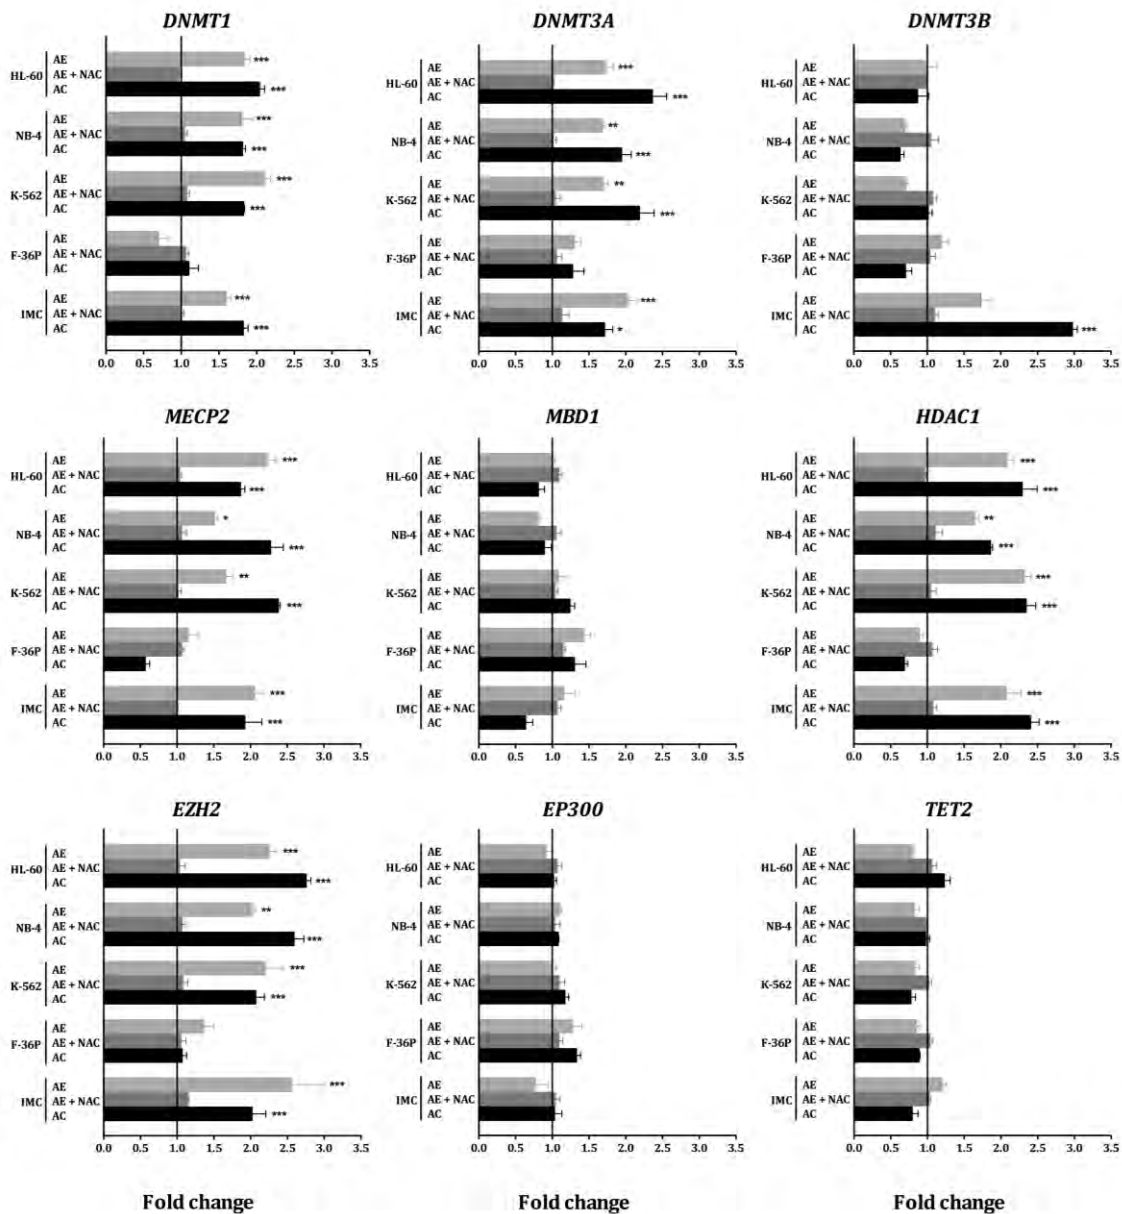 DNMT1
HL-60 AE ***
AE + NAC
AC ***
NB-4 AE ***
AE + NAC
AC ***
K-562 AE ***
AE + NAC
AC ***
F-36P AE
AE + NAC
AC
IMC AE ***
AE + NAC
AC ***
0.0 0.5 1.0 1.5 2.0 2.5 3.0 3.5
DNMT3A
HL-60 AE ***
AE + NAC
AC ***
NB-4 AE **
AE + NAC
AC ***
K-562 AE **
AE + NAC
AC ***
F-36P AE
AE + NAC
AC
IMC AE ***
AE + NAC
AC *
0.0 0.5 1.0 1.5 2.0 2.5 3.0 3.5
DNMT3B
HL-60 AE
AE + NAC
AC
NB-4 AE
AE + NAC
AC
K-562 AE
AE + NAC
AC
F-36P AE
AE + NAC
AC
IMC AE
AE + NAC
AC ***
0.0 0.5 1.0 1.5 2.0 2.5 3.0 3.5
MECP2
HL-60 AE ***
AE + NAC
AC ***
NB-4 AE *
AE + NAC
AC ***
K-562 AE **
AE + NAC
AC ***
F-36P AE
AE + NAC
AC
IMC AE ***
AE + NAC
AC ***
0.0 0.5 1.0 1.5 2.0 2.5 3.0 3.5
MBD1
HL-60 AE
AE + NAC
AC
NB-4 AE
AE + NAC
AC
K-562 AE
AE + NAC
AC
F-36P AE
AE + NAC
AC
IMC AE
AE + NAC
AC
0.0 0.5 1.0 1.5 2.0 2.5 3.0 3.5
HDAC1
HL-60 AE ***
AE + NAC
AC ***
NB-4 AE **
AE + NAC
AC ***
K-562 AE ***
AE + NAC
AC ***
F-36P AE
AE + NAC
AC
IMC AE ***
AE + NAC
AC ***
0.0 0.5 1.0 1.5 2.0 2.5 3.0 3.5
EZH2
HL-60 AE ***
AE + NAC
AC ***
NB-4 AE **
AE + NAC
AC ***
K-562 AE ***
AE + NAC
AC ***
F-36P AE
AE + NAC
AC
IMC AE ***
AE + NAC
AC ***
0.0 0.5 1.0 1.5 2.0 2.5 3.0 3.5
Fold change
EP300
HL-60 AE
AE + NAC
AC
NB-4 AE
AE + NAC
AC
K-562 AE
AE + NAC
AC
F-36P AE
AE + NAC
AC
IMC AE
AE + NAC
AC
0.0 0.5 1.0 1.5 2.0 2.5 3.0 3.5
Fold change
TET2
HL-60 AE
AE + NAC
AC
NB-4 AE
AE + NAC
AC
K-562 AE
AE + NAC
AC
F-36P AE
AE + NAC
AC
IMC AE
AE + NAC
AC
0.0 0.5 1.0 1.5 2.0 2.5 3.0 3.5
Fold change